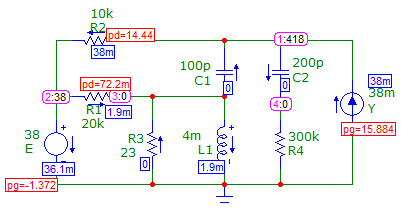 10k
pd=14.44
R2
38m
1:418
100p
C1
0
200p
C2
0
38m
38m
Y
pg=15.884
pd=72.2m
2:38
3:0
R1
1.9m
20k
4:0
38
E
+
36.1m
pg=-1.372
R3
23
0
4m
+
L1
1.9m
300k
R4